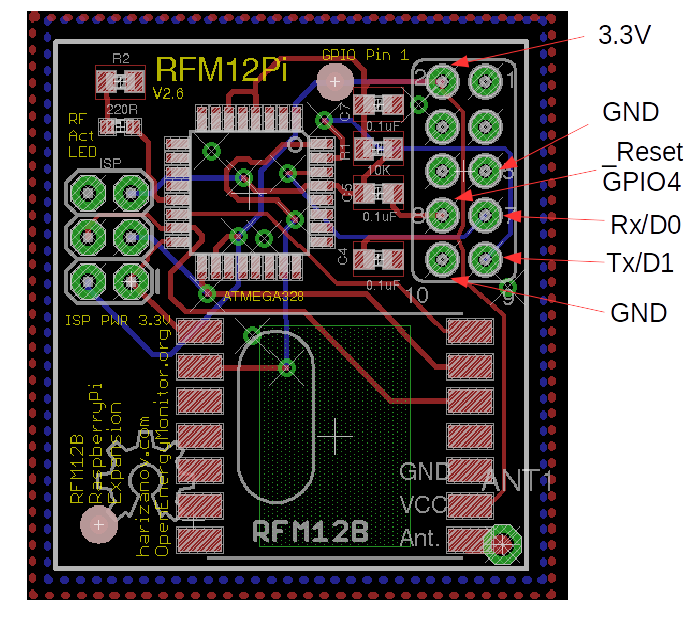 R2
RFM12Pi
GPIO Pin 1
3.3V
V2.6
2
1
C7
220R
0.1uF
GND
RF
Act
LED
R1
ISP
10K
5
_Reset
GPIO4
C5
0.1uF
8
7
Rx/D0
C4
Tx/D1
0.1uF
ATMEGA328
10
9
GND
ISP PWR 3.3V
RFM12B
RaspberryPi
Expansion
harizanov.com
OpenEnergyMonitor.org
GND
ANT1
VCC
RFM12B
Ant.